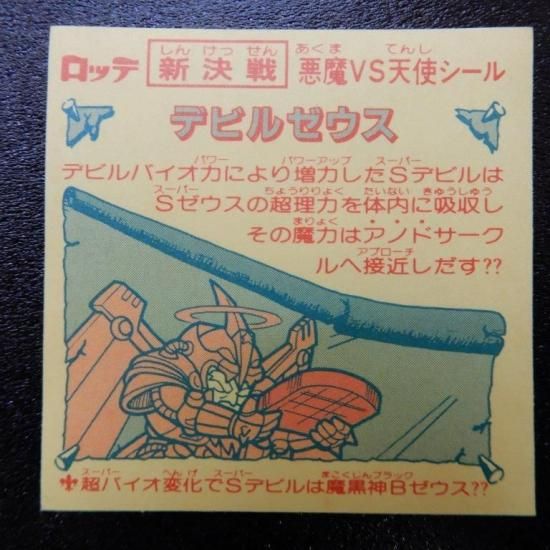 ロッテ 新決戦 悪魔VS天使シール
しんけっせん あくま てんし
デビルゼウス
パワー パワーアップ スーパー
デビルバイオ力により増力したSデビルは
スーパー ちょうりりょく たいない きゅうしゅう
Sゼウスの超理力を体内に吸収し
まりょく
その魔力はアノドサーク
アプローチ
ルへ接近しだす??
スーパー へんげ スーパー まこくじんブラック
超バイオ変化でSデビルは魔黒神Bゼウス??